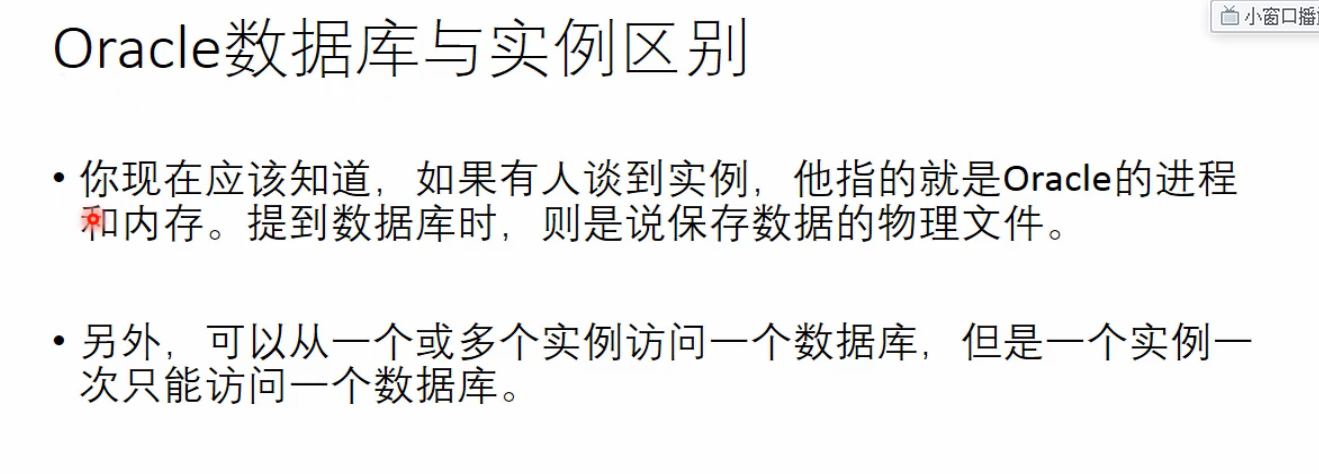 小窗口播
Oracle数据库与实例区别
• 你现在应该知道，如果有人谈到实例，他指的就是Oracle的进程
和内存。提到数据库时，则是说保存数据的物理文件。
• 另外，可以从一个或多个实例访问一个数据库，但是一个实例一
次只能访问一个数据库。